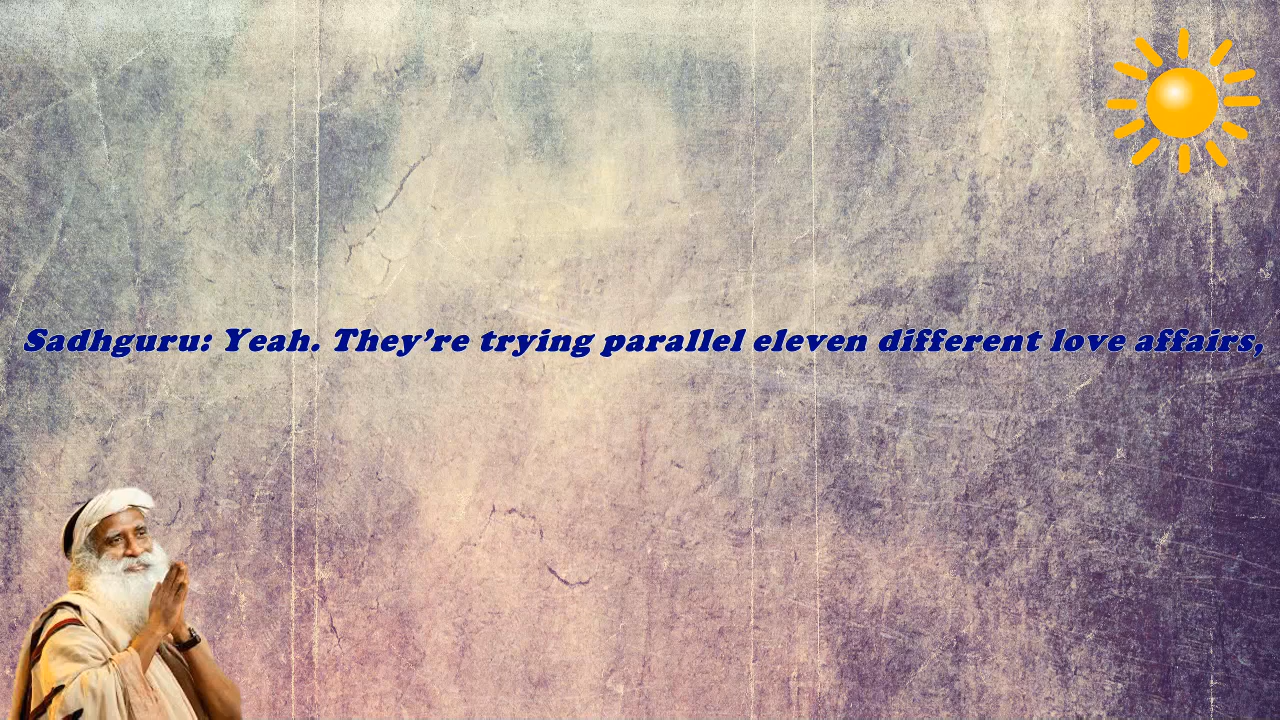 Sadhguru: Yeah. They’re trying parallel eleven different love affairs,